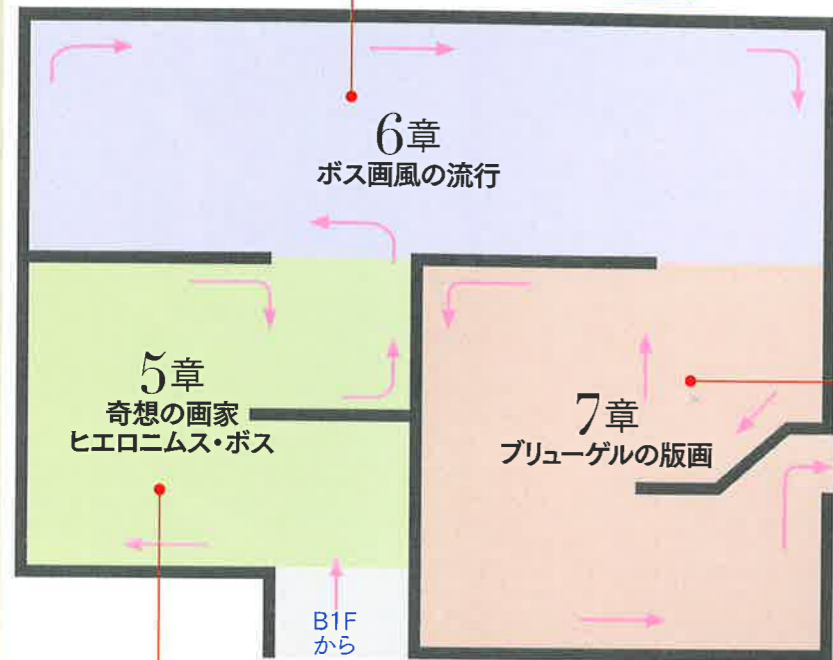 6章
ボス画風の流行
5章
奇想の画家
ヒエロニムス・ボス
7章
ブリューゲルの版画
B1F
から